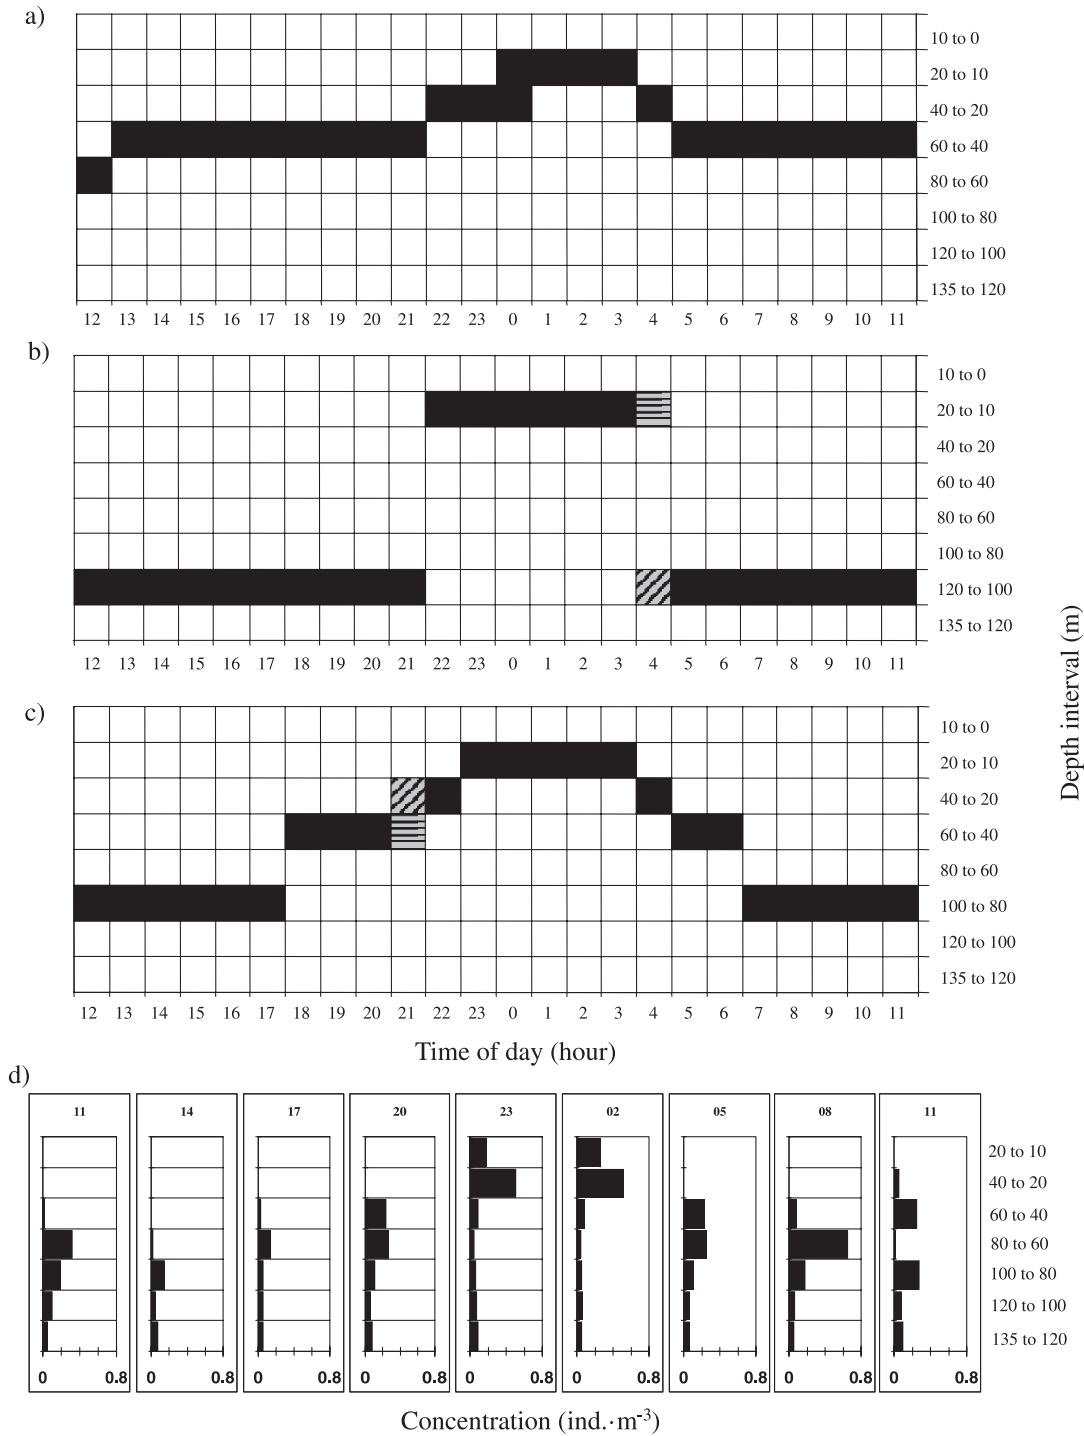 a)
10 to 0
20 to 10
40 to 20
60 to 40
80 to 60
100 to 80
120 to 100
135 to 120
12 13 14 15 16 17 18 19 20 21 22 23 0 1 2 3 4 5 6 7 8 9 10 11
b)
10 to 0
20 to 10
40 to 20
60 to 40
80 to 60
100 to 80
120 to 100
135 to 120
12 13 14 15 16 17 18 19 20 21 22 23 0 1 2 3 4 5 6 7 8 9 10 11
Depth interval (m)
c)
10 to 0
20 to 10
40 to 20
60 to 40
80 to 60
100 to 80
120 to 100
135 to 120
12 13 14 15 16 17 18 19 20 21 22 23 0 1 2 3 4 5 6 7 8 9 10 11
Time of day (hour)
d)
11 14 17 20 23 02 05 08 11
20 to 10
40 to 20
60 to 40
80 to 60
100 to 80
120 to 100
135 to 120
0 0.8 0 0.8 0 0.8 0 0.8 0 0.8 0 0.8 0 0.8 0 0.8 0 0.8
Concentration (ind.·m⁻³)